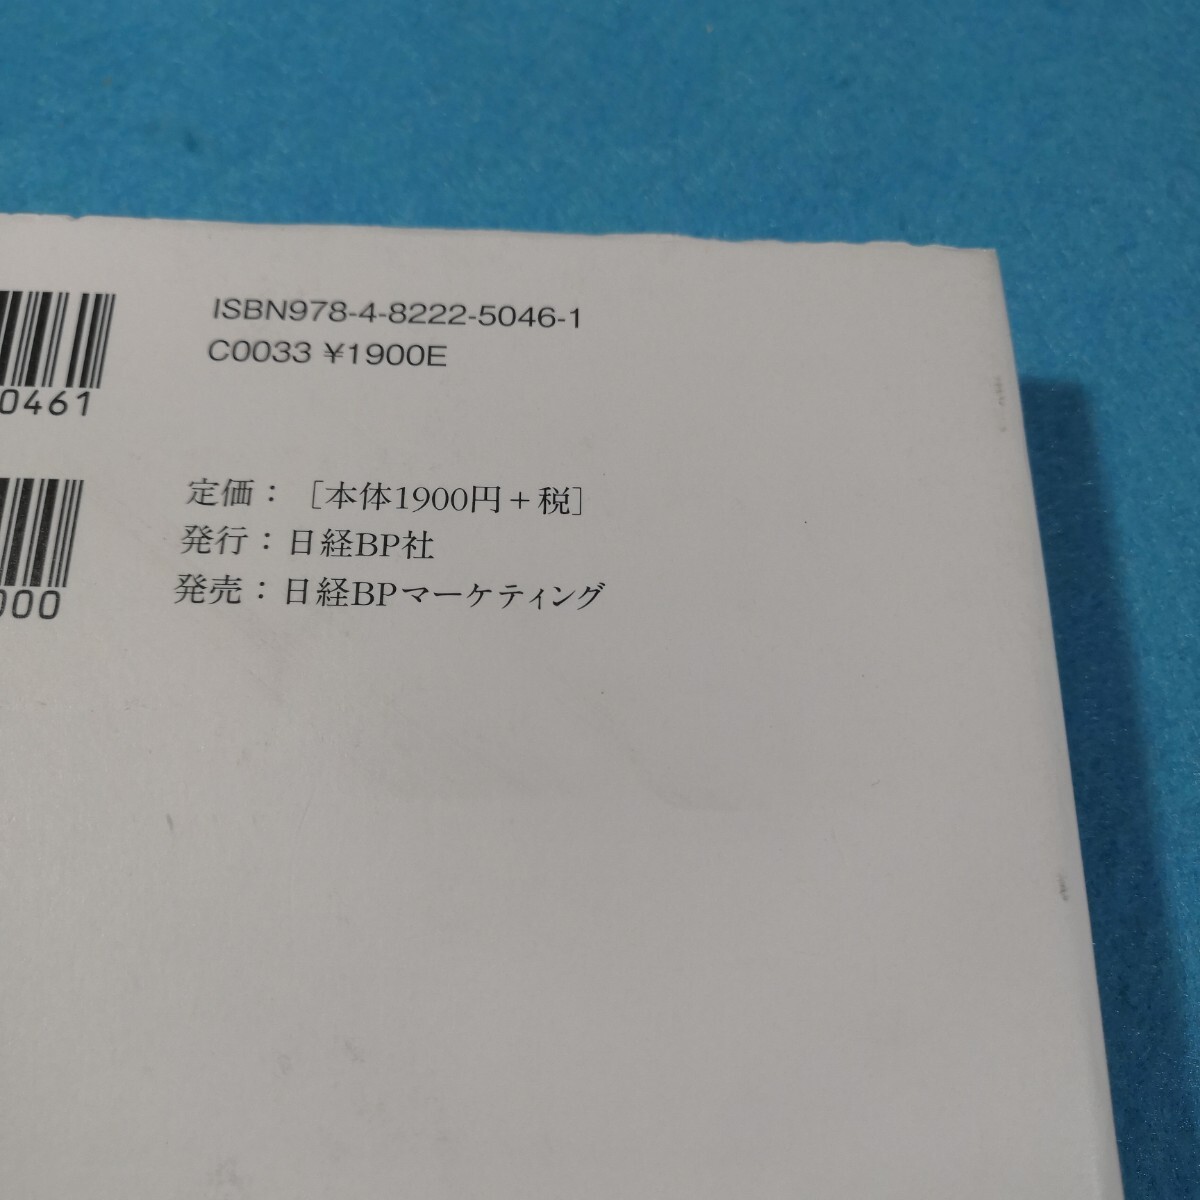 ISBN978-4-8222-5046-1
C0033 ¥1900E
0461
定価：［本体1900円＋税］
発行：日経BP社
000
発売：日経BPマーケティング